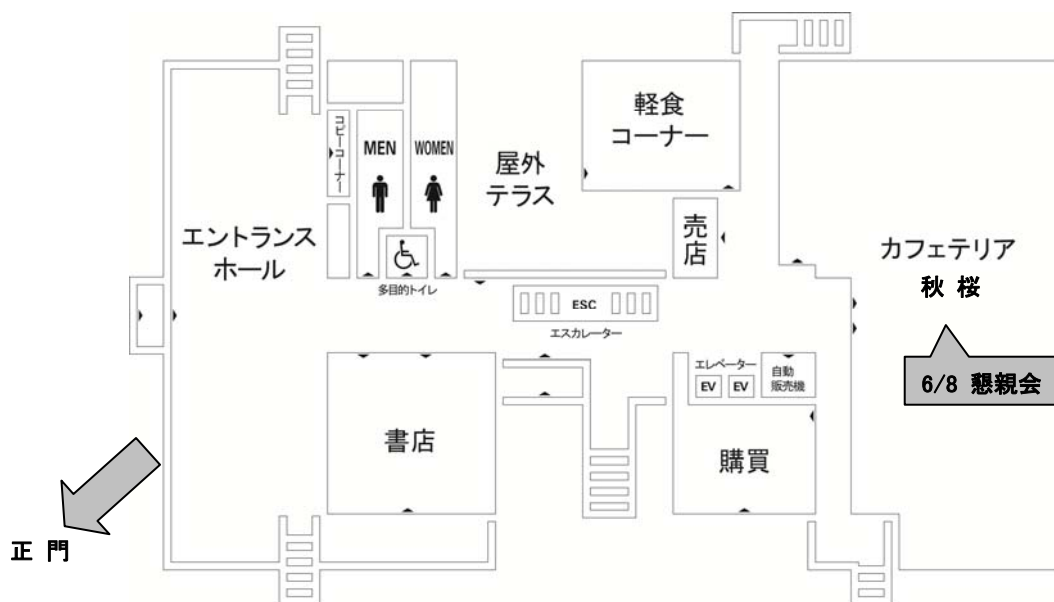 軽食
コーナー
コピーコーナー
MEN
WOMEN
屋外
テラス
売
店
エントランス
ホール
カフェテリア
秋 桜
多目的トイレ
ESC
エスカレーター
エレベーター
EV
EV
自動
販売機
6/8 懇親会
書店
購買
正 門